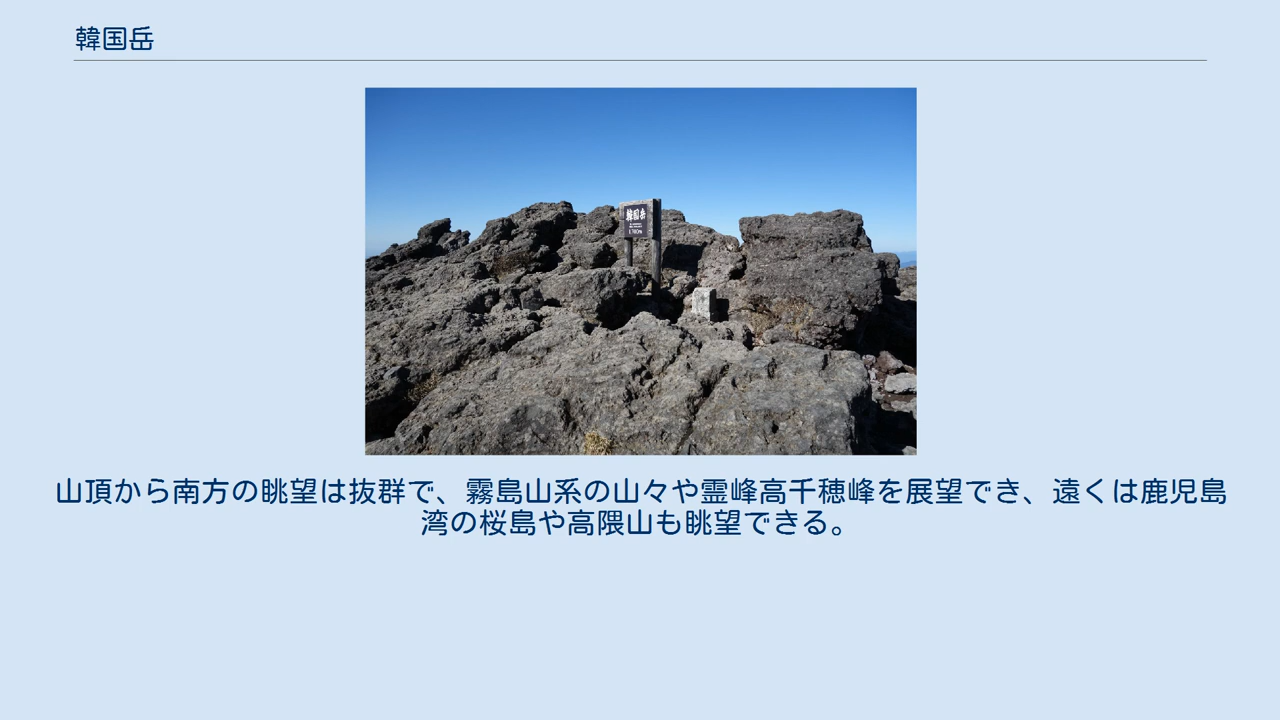 韓国岳
韓国岳
1,700m
山頂から南方の眺望は抜群で、霧島山系の山々や霊峰高千穂峰を展望でき、遠くは鹿児島
湾の桜島や高隈山も眺望できる。